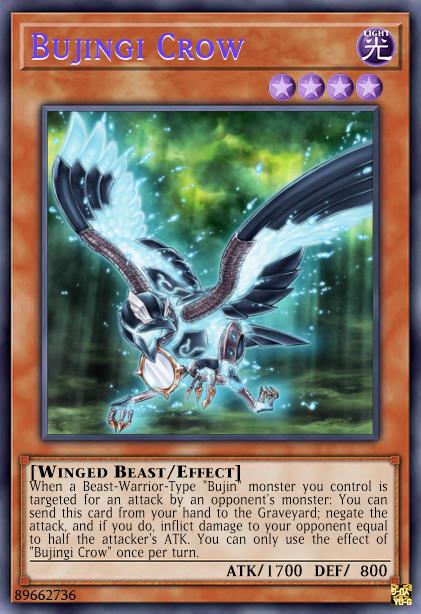 Bujingi Crow
LIGHT
光
[Winged Beast/Effect]
When a Beast-Warrior-Type "Bujin" monster you control is
targeted for an attack by an opponent's monster: You can
send this card from your hand to the Graveyard; negate the
attack, and if you do, inflict damage to your opponent equal
to half the attacker's ATK. You can only use the effect of
"Bujingi Crow" once per turn.
ATK/1700 DEF/ 800
89662736